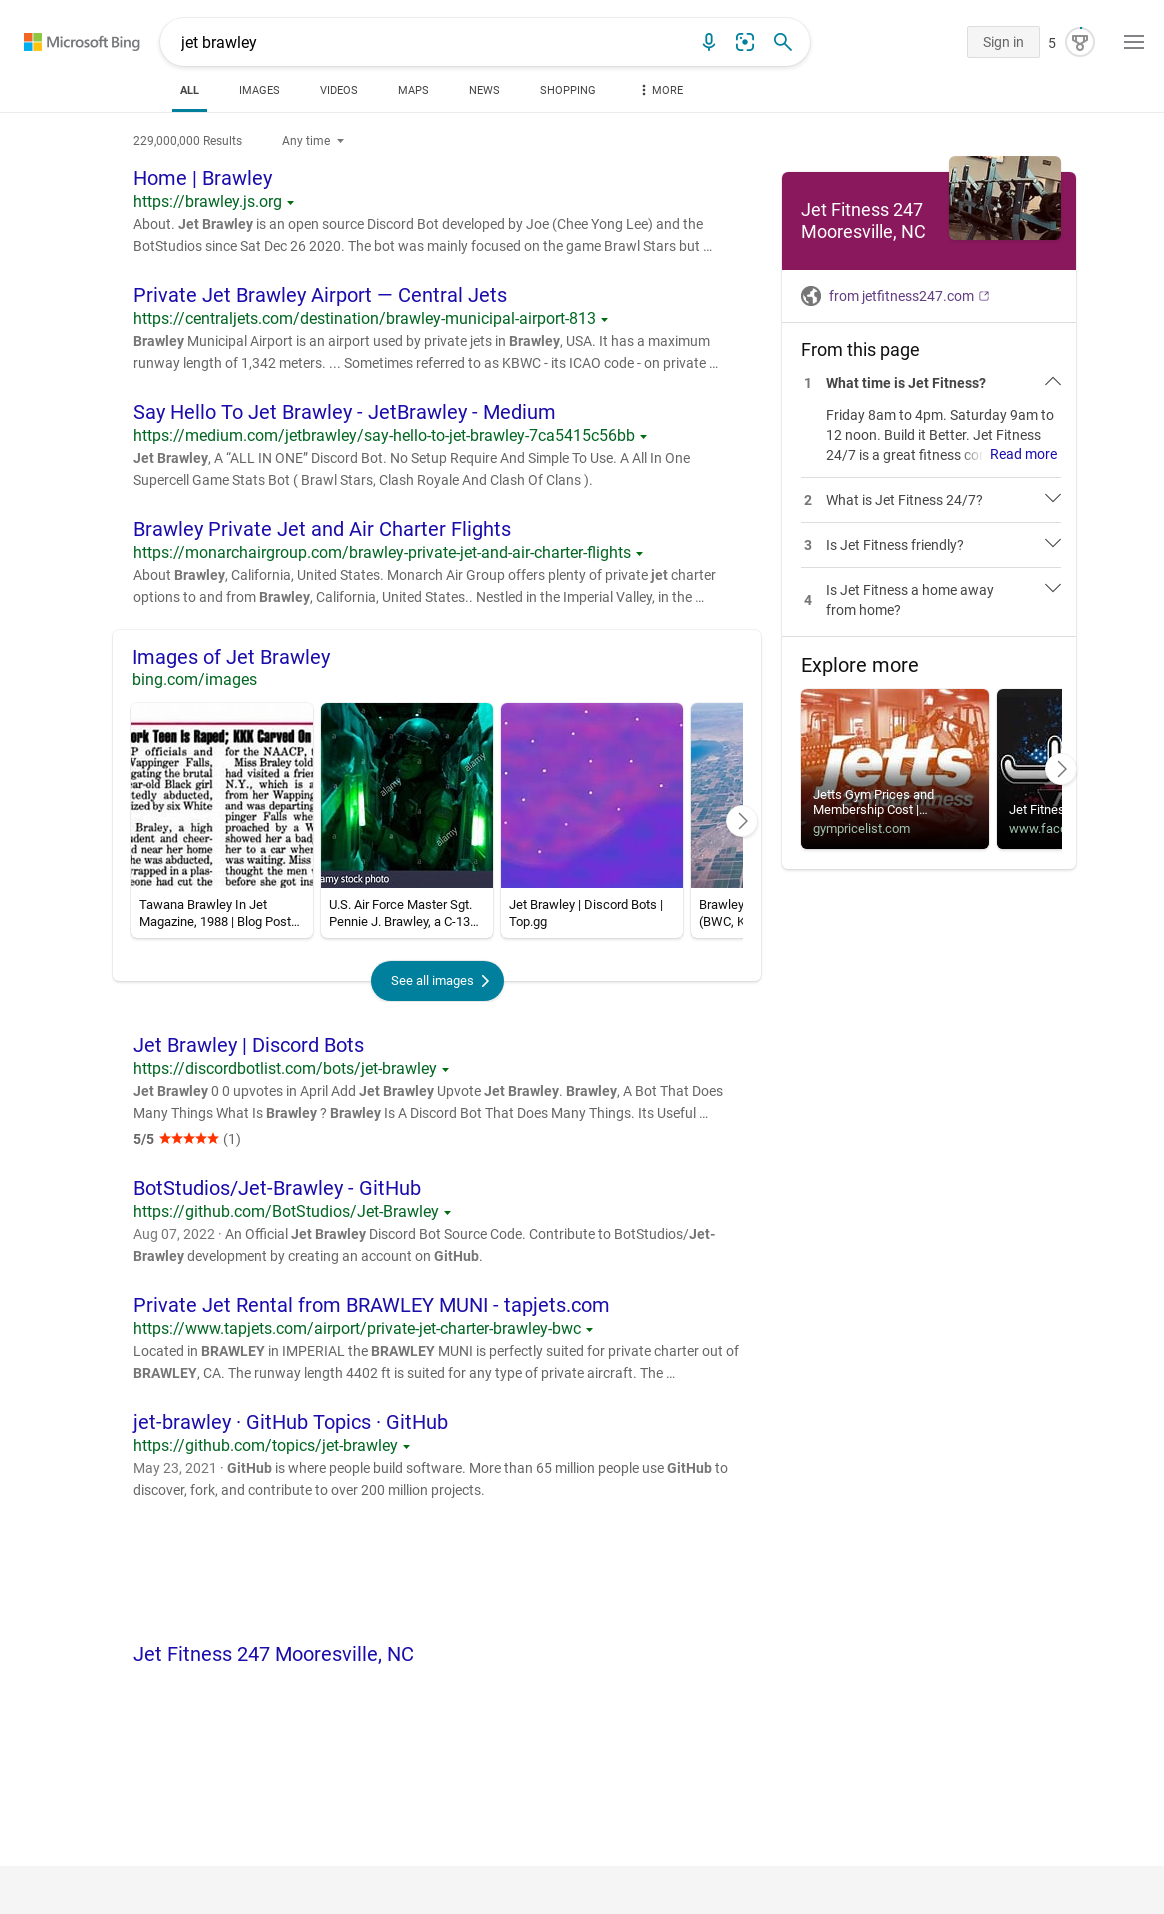 Microsoft Bing
jet brawley
Sign in
5
ALL
IMAGES
VIDEOS
MAPS
NEWS
SHOPPING
MORE
229,000,000 Results
Any time
Home | Brawley
https://brawley.js.org
About. Jet Brawley is an open source Discord Bot developed by Joe (Chee Yong Lee) and the
BotStudios since Sat Dec 26 2020. The bot was mainly focused on the game Brawl Stars but ...
Private Jet Brawley Airport — Central Jets
https://centraljets.com/destination/brawley-municipal-airport-813
Brawley Municipal Airport is an airport used by private jets in Brawley, USA. It has a maximum
runway length of 1,342 meters. ... Sometimes referred to as KBWC - its ICAO code - on private ...
Say Hello To Jet Brawley - JetBrawley - Medium
https://medium.com/jetbrawley/say-hello-to-jet-brawley-7ca5415c56bb
Jet Brawley, A “ALL IN ONE” Discord Bot. No Setup Require And Simple To Use. A All In One
Supercell Game Stats Bot ( Brawl Stars, Clash Royale And Clash Of Clans ).
Brawley Private Jet and Air Charter Flights
https://monarchairgroup.com/brawley-private-jet-and-air-charter-flights
About Brawley, California, United States. Monarch Air Group offers plenty of private jet charter
options to and from Brawley, California, United States.. Nestled in the Imperial Valley, in the ...
Images of Jet Brawley
bing.com/images
ork Teen Is Raped; KKK Carved On
P officials and
Wappinger Falls,
gating the brutal
ear-old Black girl
tedly abducted,
ized by six White
Braley, a high
dent and cheer-
d near her home
he was abducted,
rapped in a plas-
eone had cut the
for the NAACP, t
Miss Braley told
had visited a frien
N.Y., which is a
from her Wapping
and was departing
pinger Falls when
proached by a W
showed her a bad
her to a car wher
was waiting. Miss
thought the men w
before she got ins
Tawana Brawley In Jet
Magazine, 1988 | Blog Post...
alamy
alamy
alamy
amy stock photo
U.S. Air Force Master Sgt.
Pennie J. Brawley, a C-13...
Jet Brawley | Discord Bots |
Top.gg
Brawley
(BWC, K
See all images
Jet Brawley | Discord Bots
https://discordbotlist.com/bots/jet-brawley
Jet Brawley 0 0 upvotes in April Add Jet Brawley Upvote Jet Brawley. Brawley, A Bot That Does
Many Things What Is Brawley ? Brawley Is A Discord Bot That Does Many Things. Its Useful ...
5/5 ★★★★★ (1)
BotStudios/Jet-Brawley - GitHub
https://github.com/BotStudios/Jet-Brawley
Aug 07, 2022 · An Official Jet Brawley Discord Bot Source Code. Contribute to BotStudios/Jet-
Brawley development by creating an account on GitHub.
Private Jet Rental from BRAWLEY MUNI - tapjets.com
https://www.tapjets.com/airport/private-jet-charter-brawley-bwc
Located in BRAWLEY in IMPERIAL the BRAWLEY MUNI is perfectly suited for private charter out of
BRAWLEY, CA. The runway length 4402 ft is suited for any type of private aircraft. The ...
jet-brawley · GitHub Topics · GitHub
https://github.com/topics/jet-brawley
May 23, 2021 · GitHub is where people build software. More than 65 million people use GitHub to
discover, fork, and contribute to over 200 million projects.
Jet Fitness 247 Mooresville, NC
Jet Fitness 247
Mooresville, NC
from jetfitness247.com
From this page
1 What time is Jet Fitness?
Friday 8am to 4pm. Saturday 9am to
12 noon. Build it Better. Jet Fitness
24/7 is a great fitness co Read more
2 What is Jet Fitness 24/7?
3 Is Jet Fitness friendly?
4 Is Jet Fitness a home away
from home?
Explore more
jetts
24 hour fitness
Jetts Gym Prices and
Membership Cost |...
gympricelist.com
Jet Fitnes
www.face